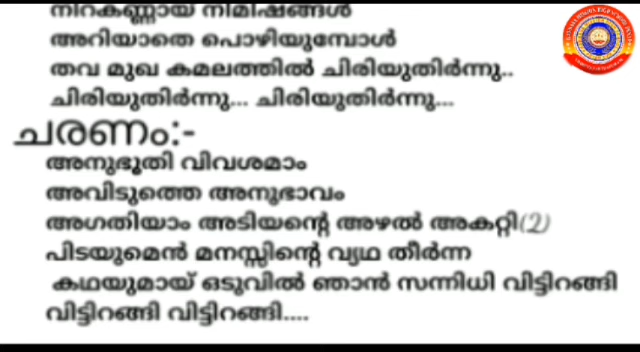 നിറകണ്ണായ് നിമിഷങ്ങൾ
അറിയാതെ പൊഴിയുമ്പോൾ
തവ മുഖ കമലത്തിൽ ചിരിയുതിർന്നു..
ചിരിയുതിർന്നു... ചിരിയുതിർന്നു...
ചരണം:-
അനുഭൂതി വിവശമാം
അവിടുത്തെ അനുഭാവം
അഗതിയാം അടിയന്റെ അഴൽ അകറ്റി(2)
പിടയുമെൻ മനസ്സിന്റെ വ്യഥ തീർന്ന
കഥയുമായ് ഒടുവിൽ ഞാൻ സന്നിധി വിട്ടിറങ്ങി
വിട്ടിറങ്ങി വിട്ടിറങ്ങി....